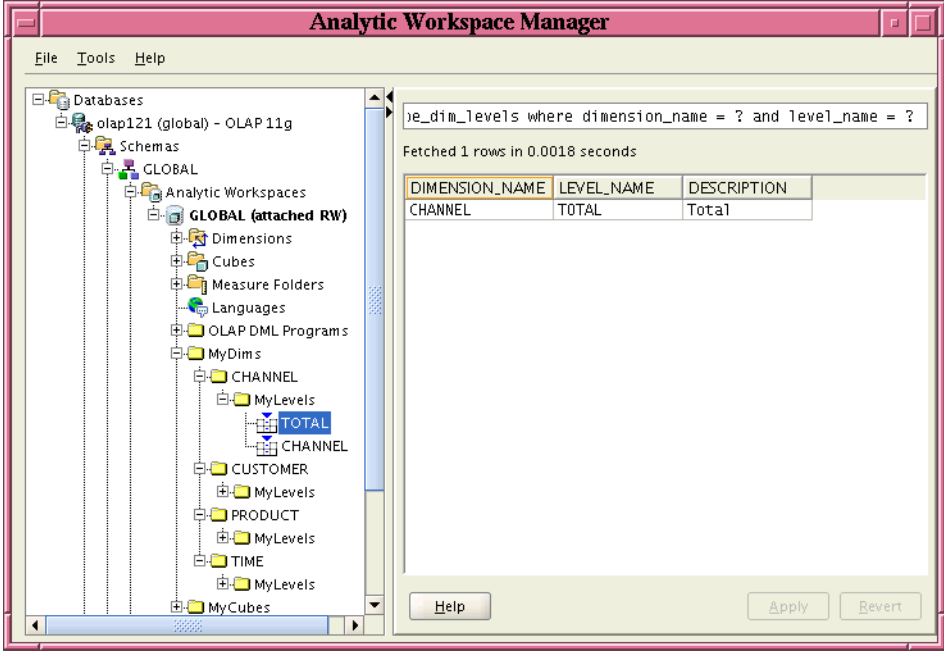 Analytic Workspace Manager
File Tools Help
Databases
olap121 (global) - OLAP 11g
Schemas
GLOBAL
Analytic Workspaces
GLOBAL (attached RW)
Dimensions
Cubes
Measure Folders
Languages
OLAP DML Programs
MyDims
CHANNEL
MyLevels
TOTAL
CHANNEL
CUSTOMER
MyLevels
PRODUCT
MyLevels
TIME
MyLevels
MyCubes
e_dim_levels where dimension_name = ? and level_name = ?
Fetched 1 rows in 0.0018 seconds
DIMENSION_NAME LEVEL_NAME DESCRIPTION
CHANNEL TOTAL Total
Help Apply Revert